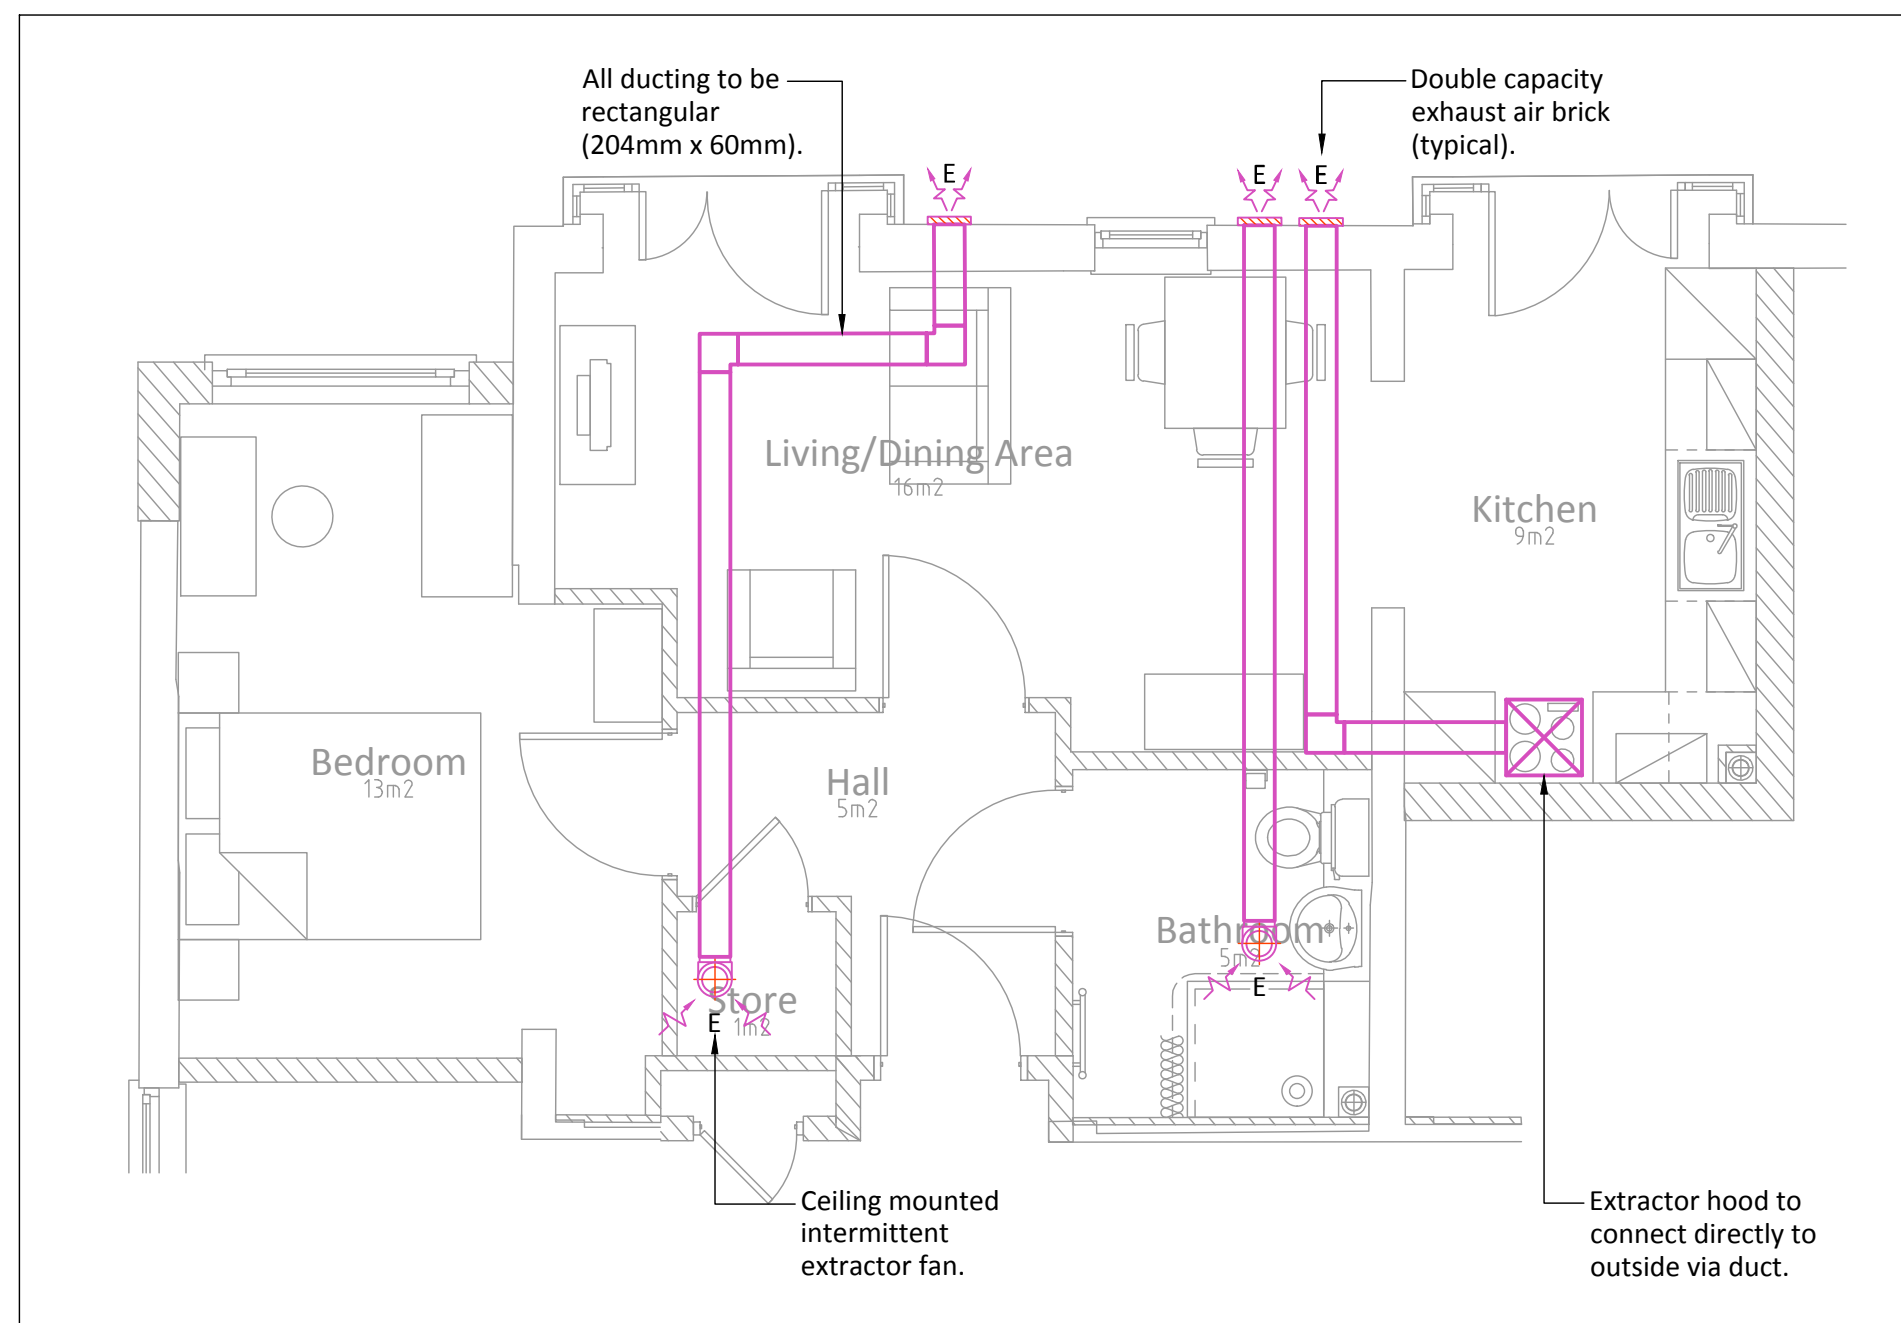 All ducting to be
rectangular
(204mm x 60mm).
Double capacity
exhaust air brick
(typical).
E
E
E
Living/Dining Area
16m2
Kitchen
9m2
Bedroom
13m2
Hall
5m2
Bathroom
5m2
E
Store
1m2
E
Ceiling mounted
intermittent
extractor fan.
Extractor hood to
connect directly to
outside via duct.